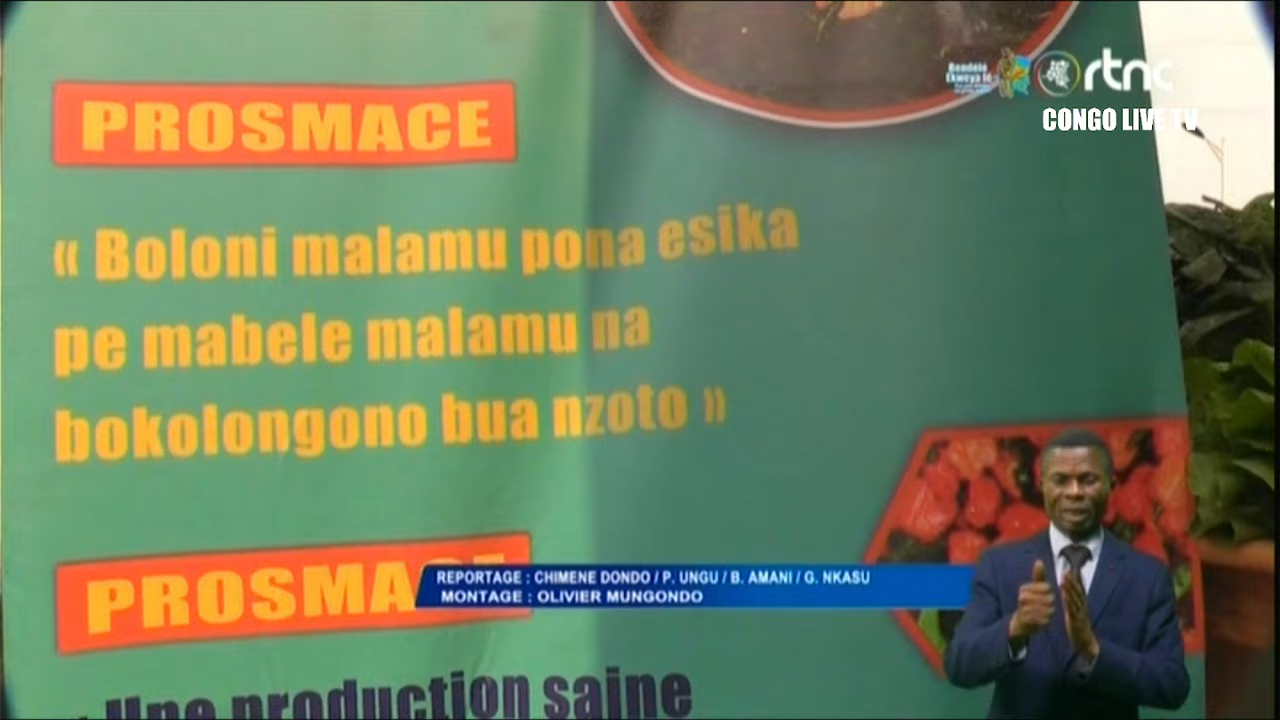 rtnc
CONGO LIVE TV
PROSMACE
« Boloni malamu pona esika
pe mabele malamu na
bokolongono bua nzoto »
PROSMA
REPORTAGE : CHIMENE DONDO / P. UNGU / B. AMANI / G. NKASU
MONTAGE : OLIVIER MUNGONDO
« Une production saine